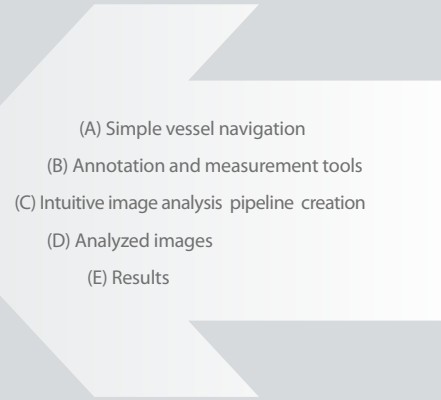 (A) Simple vessel navigation
(B) Annotation and measurement tools
(C) Intuitive image analysis pipeline creation
(D) Analyzed images
(E) Results